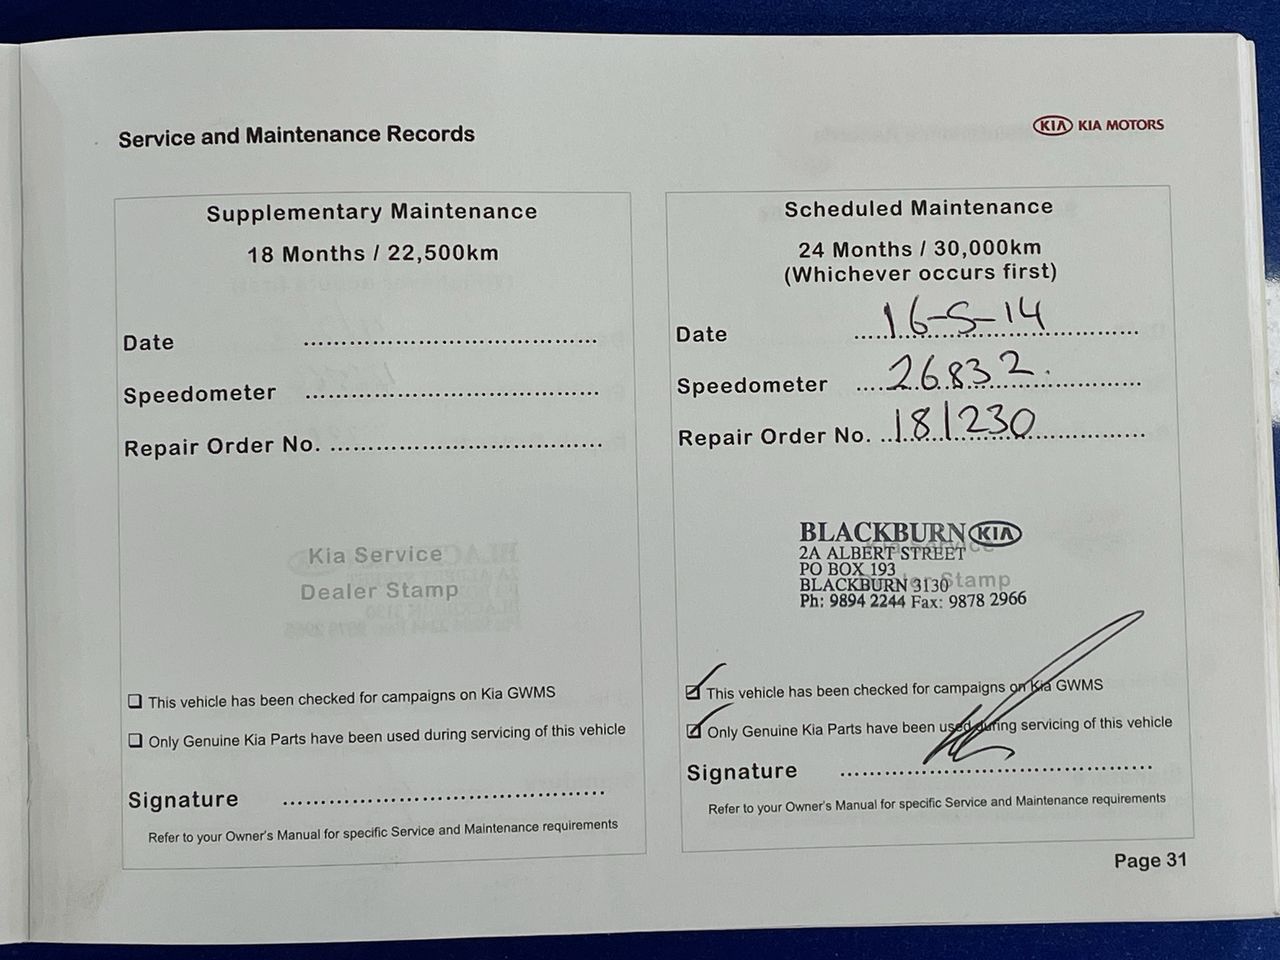 Service and Maintenance Records
KIA KIA MOTORS
Supplementary Maintenance
18 Months / 22,500km
Date
Speedometer
Repair Order No.
Kia Service
Dealer Stamp
This vehicle has been checked for campaigns on Kia GWMS
Only Genuine Kia Parts have been used during servicing of this vehicle
Signature
Refer to your Owner's Manual for specific Service and Maintenance requirements
Scheduled Maintenance
24 Months / 30,000km
(Whichever occurs first)
Date 16-5-14
Speedometer 26832.
Repair Order No. 181230
Kia Service
Dealer Stamp
BLACKBURN KIA
2A ALBERT STREET
PO BOX 193
BLACKBURN 3130
Ph: 9894 2244 Fax: 9878 2966
This vehicle has been checked for campaigns on Kia GWMS
Only Genuine Kia Parts have been used during servicing of this vehicle
Signature
Refer to your Owner's Manual for specific Service and Maintenance requirements
Page 31